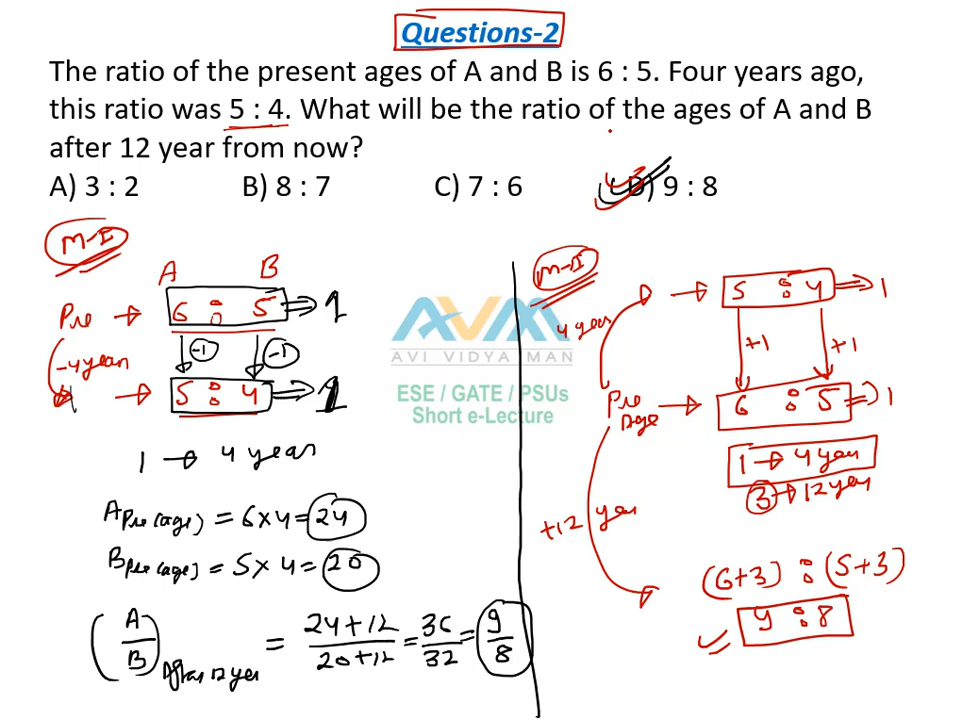 Questions-2
The ratio of the present ages of A and B is 6 : 5. Four years ago,
this ratio was 5 : 4. What will be the ratio of the ages of A and B
after 12 year from now?
A) 3 : 2 B) 8 : 7 C) 7 : 6 D) 9 : 8
M-I
A B
Pre → 6 : 5 ⇒ 1
-4 year -1 -1
→ 5 : 4 ⇒ 1
1 → 4 year
A Pre(age) = 6×4 = 24
B Pre(age) = 5×4 = 20
(A/B) After 12 year = 24+12/20+12 = 36/32 = 9/8
AVM
AVI VIDYA MAN
ESE / GATE / PSUs
Short e-Lecture
M-II
→ 5 : 4 ⇒ 1
4 year
+1 +1
Pre age → 6 : 5 ⇒ 1
1 → 4 year
3 → 12 year
+12 year
(6+3) : (5+3)
9 : 8